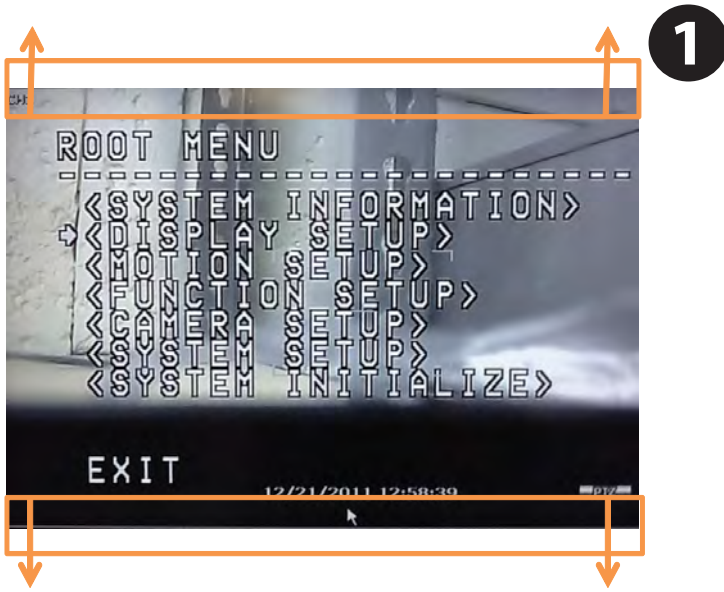 1
ROOT MENU
<SYSTEM INFORMATION>
<DISPLAY SETUP>
<MOTION SETUP>
<FUNCTION SETUP>
<CAMERA SETUP>
<SYSTEM SETUP>
<SYSTEM INITIALIZE>
EXIT
12/21/2011 12:58:39
PTZ